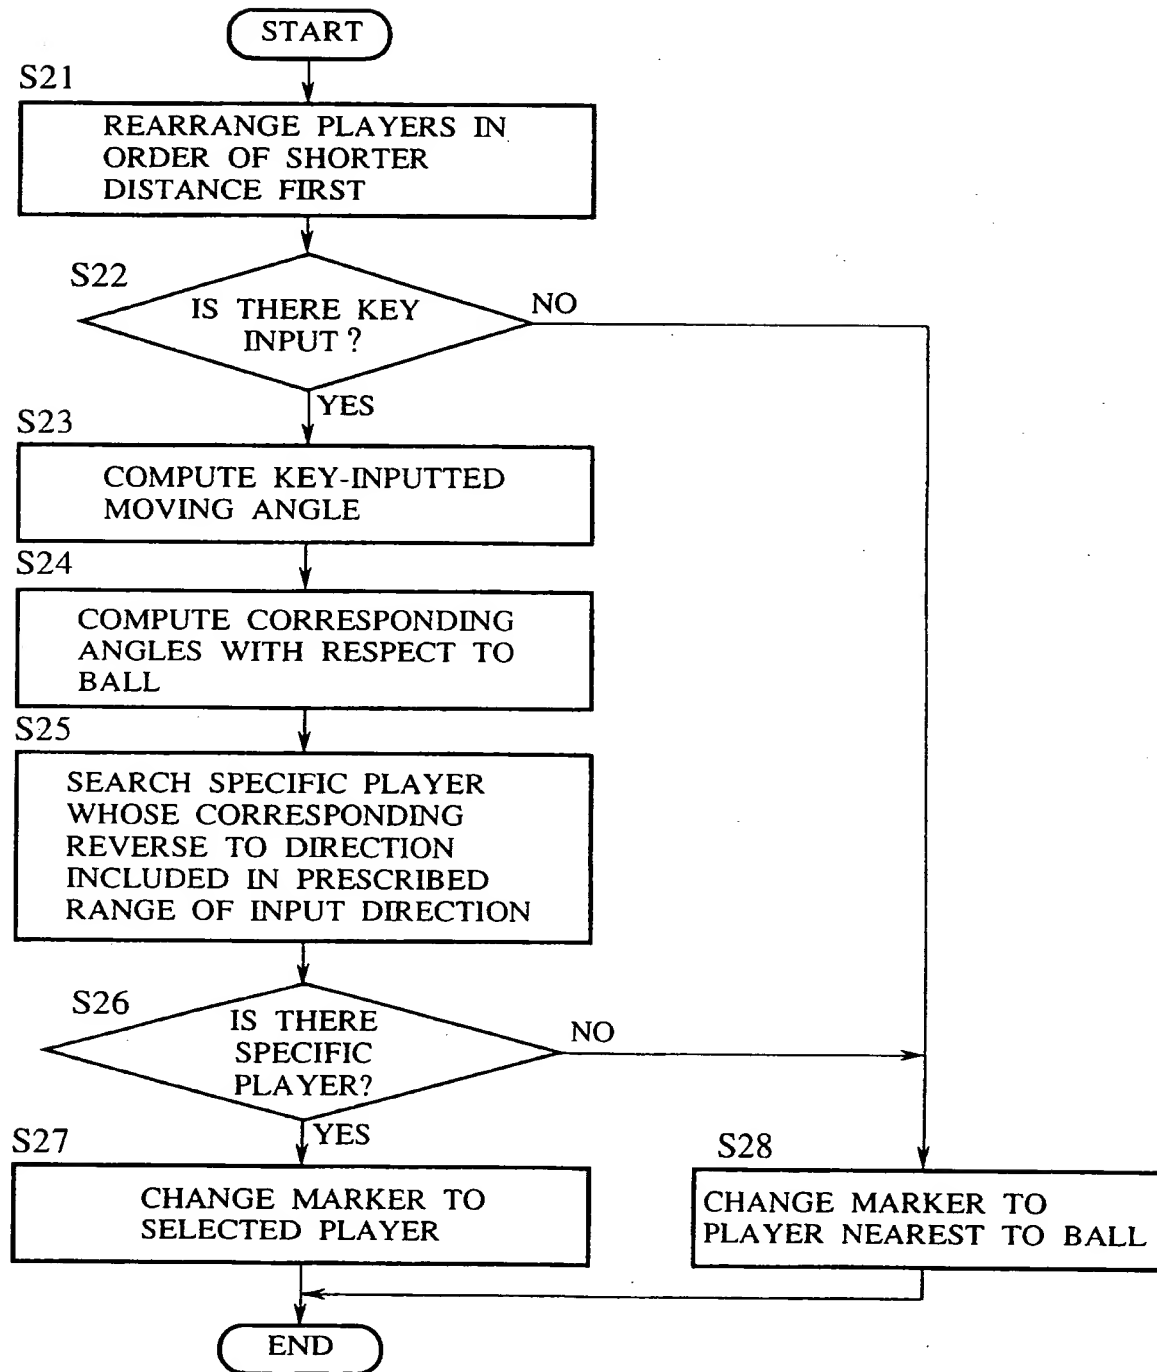 START
S21
REARRANGE PLAYERS IN
ORDER OF SHORTER
DISTANCE FIRST
S22
IS THERE KEY
INPUT?
NO
YES
S23
COMPUTE KEY-INPUTTED
MOVING ANGLE
S24
COMPUTE CORRESPONDING
ANGLES WITH RESPECT TO
BALL
S25
SEARCH SPECIFIC PLAYER
WHOSE CORRESPONDING
REVERSE TO DIRECTION
INCLUDED IN PRESCRIBED
RANGE OF INPUT DIRECTION
S26
IS THERE
SPECIFIC
PLAYER?
NO
YES
S27
CHANGE MARKER TO
SELECTED PLAYER
S28
CHANGE MARKER TO
PLAYER NEAREST TO BALL
END